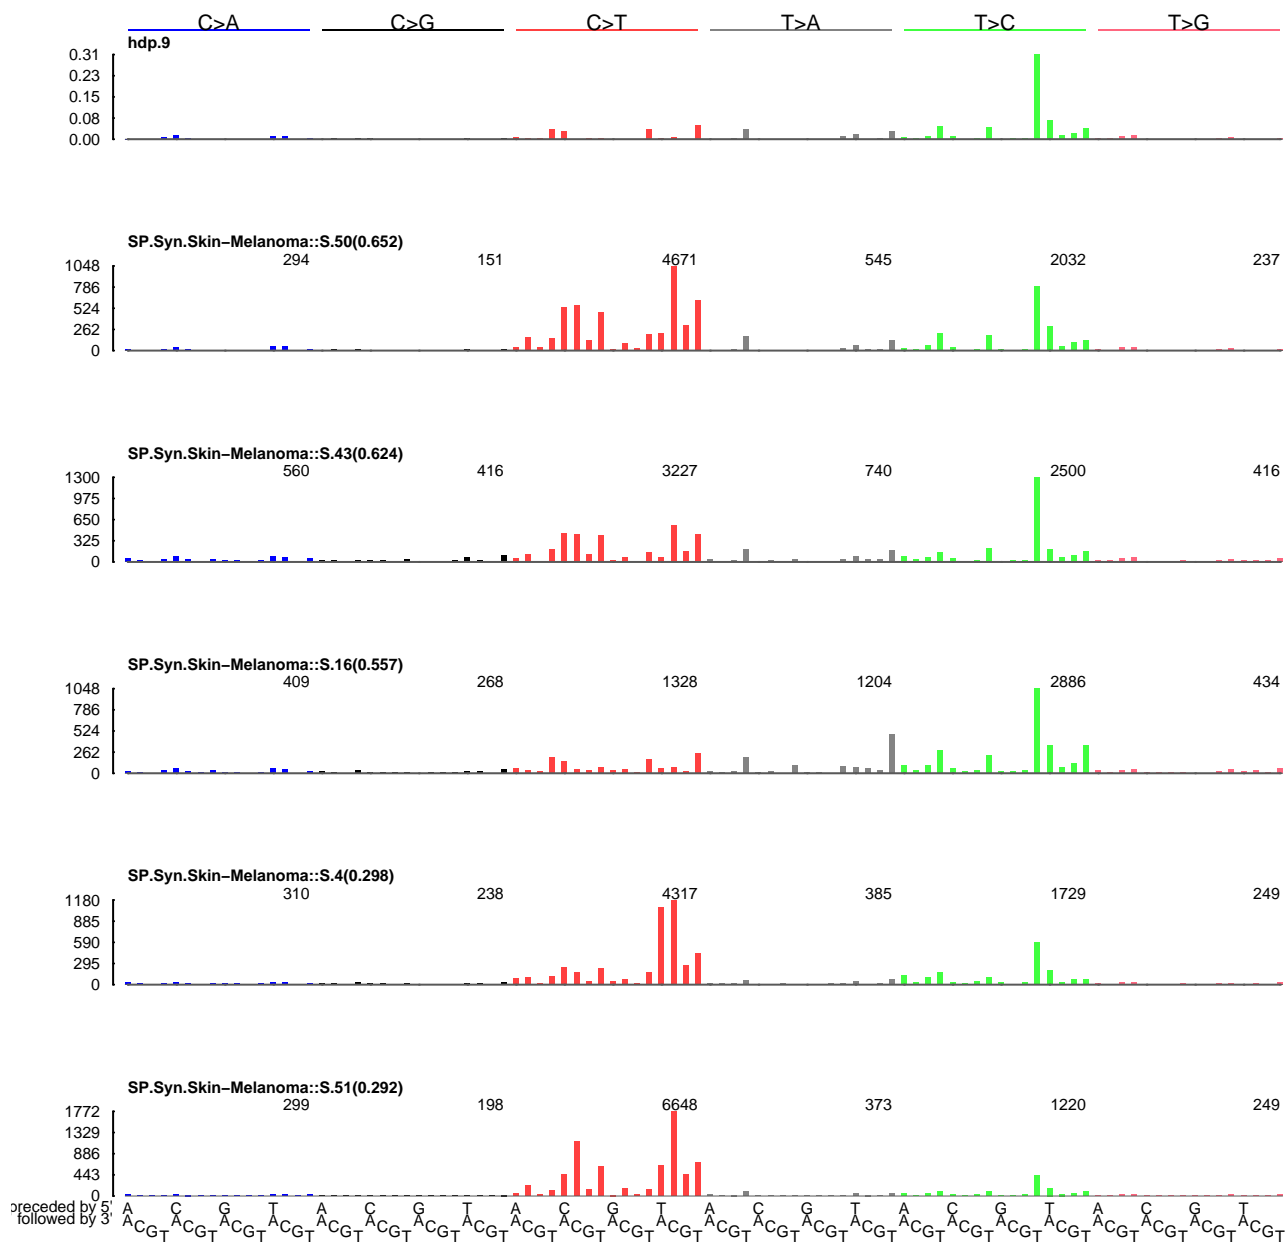 C>A C>G C>T T>A T>C T>G
hdp.9
0.31
0.23
0.15
0.08
0.00
SP.Syn.Skin−Melanoma::S.50(0.652)
294 151 4671 545 2032 237
1048
786
524
262
0
SP.Syn.Skin−Melanoma::S.43(0.624)
560 416 3227 740 2500 416
1300
975
650
325
0
SP.Syn.Skin−Melanoma::S.16(0.557)
409 268 1328 1204 2886 434
1048
786
524
262
0
SP.Syn.Skin−Melanoma::S.4(0.298)
310 238 4317 385 1729 249
1180
885
590
295
0
SP.Syn.Skin−Melanoma::S.51(0.292)
299 198 6648 373 1220 249
1772
1329
886
443
0
preceded by 5' A C G T A C G T A C G T A C G T A C G T A C G T
followed by 3' A C G T A C G T A C G T A C G T A C G T A C G T A C G T A C G T A C G T A C G T A C G T A C G T A C G T A C G T A C G T A C G T A C G T A C G T A C G T A C G T A C G T A C G T A C G T A C G T